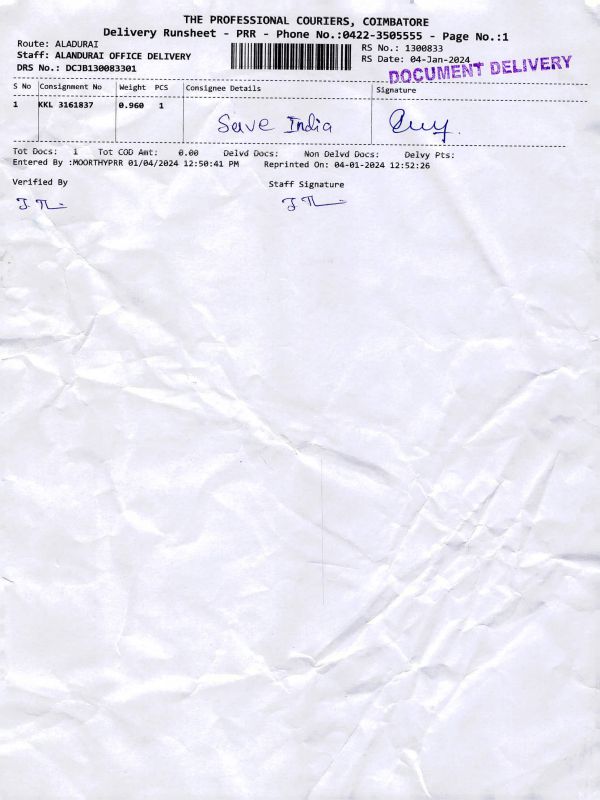 THE PROFESSIONAL COURIERS, COIMBATORE
Delivery Runsheet - PRR - Phone No.:0422-3505555 - Page No.:1
Route: ALADURAI
RS No.: 1300833
Staff: ALANDURAI OFFICE DELIVERY
RS Date: 04-Jan-2024
DRS No.: DCJB130083301
DOCUMENT DELIVERY
S No Consignment No Weight PCS Consignee Details Signature
1 KKL 3161837 0.960 1
Save India
Tot Docs: 1 Tot COD Amt: 0.00 Delvd Docs: Non Delvd Docs: Delvy Pts:
Entered By :MOORTHYPRR 01/04/2024 12:50:41 PM Reprinted On: 04-01-2024 12:52:26
Verified By Staff Signature